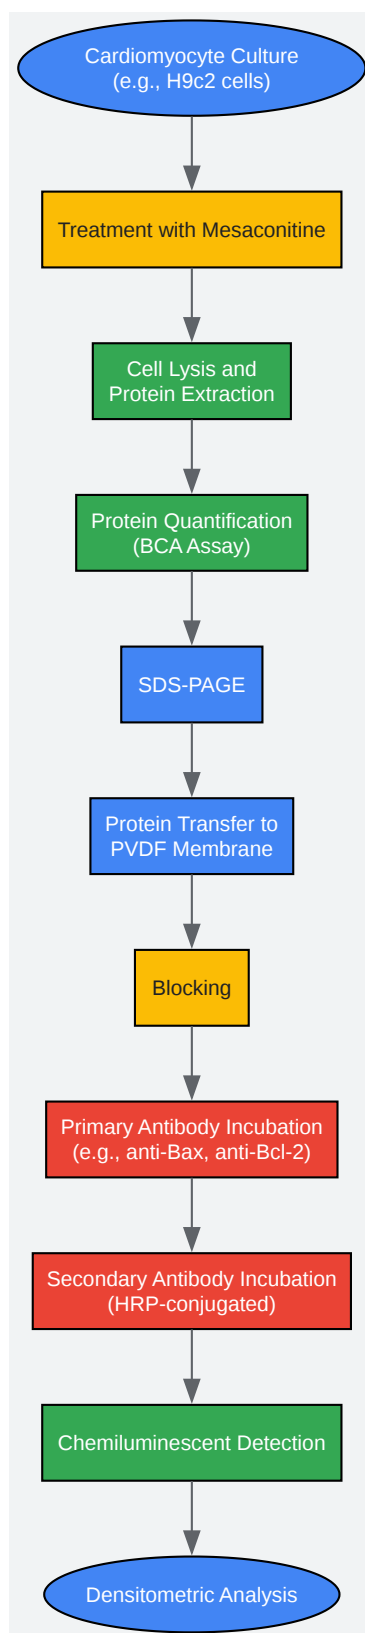 Cardiomyocyte Culture
(e.g., H9c2 cells)
Treatment with Mesaconitine
Cell Lysis and
Protein Extraction
Protein Quantification
(BCA Assay)
SDS-PAGE
Protein Transfer to
PVDF Membrane
Blocking
Primary Antibody Incubation
(e.g., anti-Bax, anti-Bcl-2)
Secondary Antibody Incubation
(HRP-conjugated)
Chemiluminescent Detection
Densitometric Analysis